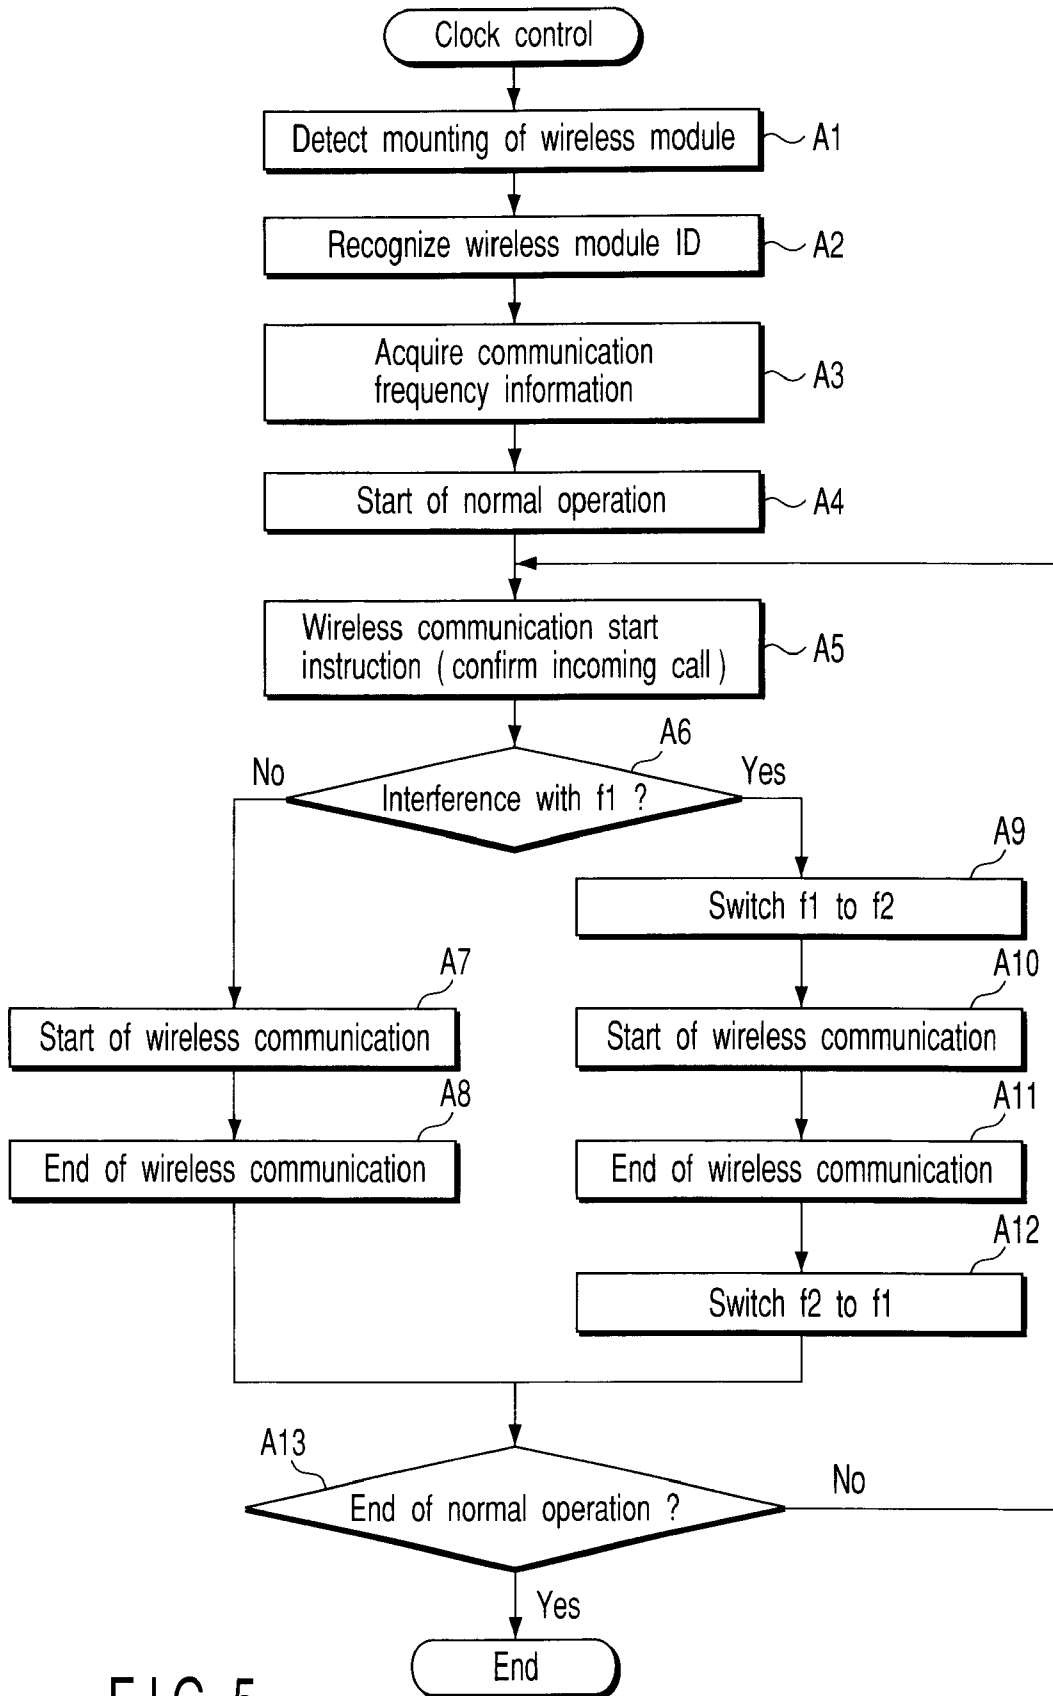 Clock control
Detect mounting of wireless module
A1
Recognize wireless module ID
A2
Acquire communication
frequency information
A3
Start of normal operation
A4
Wireless communication start
instruction ( confirm incoming call )
A5
A6
No
Interference with f1 ?
Yes
A9
Switch f1 to f2
A7
A10
Start of wireless communication
Start of wireless communication
A8
A11
End of wireless communication
End of wireless communication
A12
Switch f2 to f1
A13
End of normal operation ?
No
Yes
End
FIG. 5